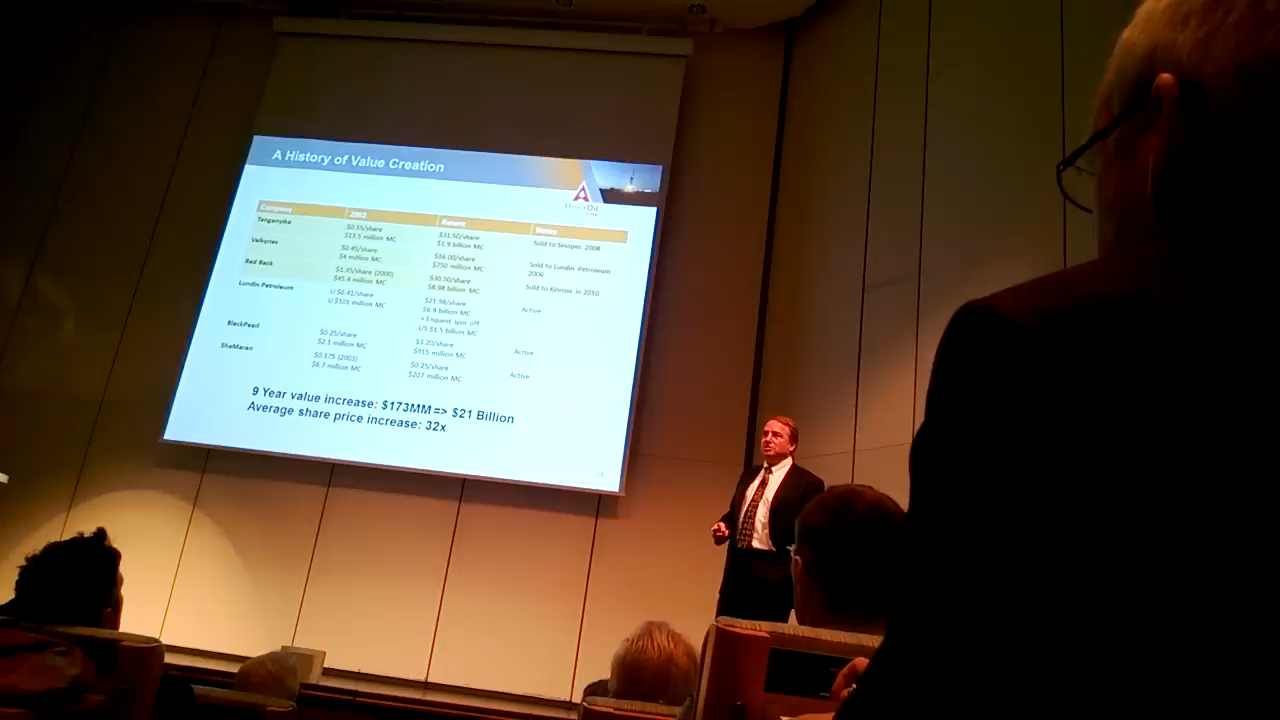 A History of Value Creation
AfricaOil
Company 2002 Recent Notes
Tanganyika $0.55/share $11.50/share Sold to Sinopec 2008
$13.5 million MC $1.9 billion MC
Valkyries $0.45/share $16.00/share Sold to Lundin Petroleum
$4 million MC $750 million MC 2006
Red Back $1.35/share (2000) $30.50/share Sold to Kinross in 2010
$45.4 million MC $8.98 billion MC
Lundin Petroleum U $0.41/share $21.98/share Active
U $101 million MC $6.9 billion MC
+ Enquest spin off
US $1.5 billion MC
BlackPearl $0.25/share $3.20/share Active
$2.1 million MC $915 million MC
ShaMaran $0.175 (2003) $0.25/share Active
$6.7 million MC $207 million MC
9 Year value increase: $173MM => $21 Billion
Average share price increase: 32x